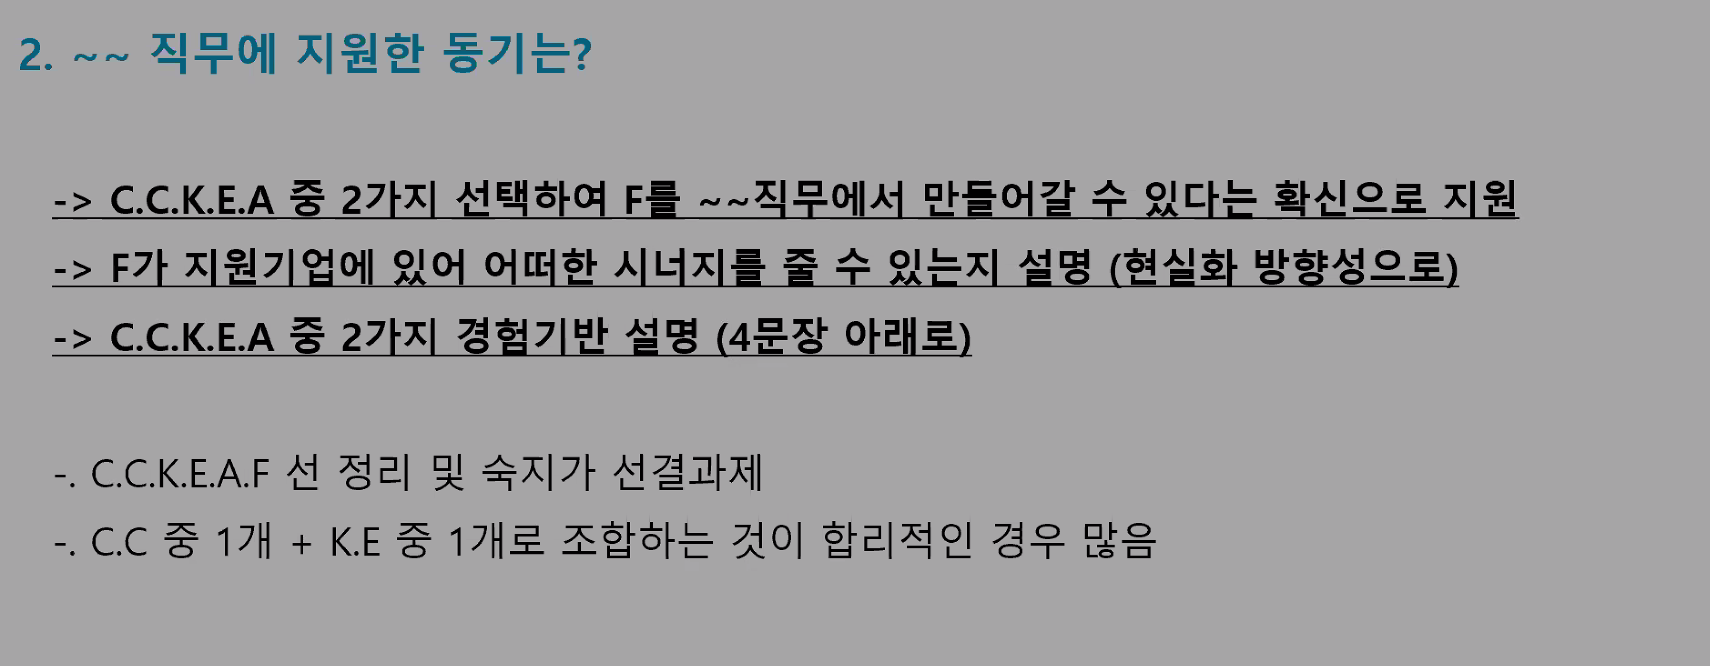 2. ~~ 직무에 지원한 동기는?
-> C.C.K.E.A 중 2가지 선택하여 F를 ~~직무에서 만들어갈 수 있다는 확신으로 지원
-> F가 지원기업에 있어 어떠한 시너지를 줄 수 있는지 설명 (현실화 방향성으로)
-> C.C.K.E.A 중 2가지 경험기반 설명 (4문장 아래로)
-. C.C.K.E.A.F 선 정리 및 숙지가 선결과제
-. C.C 중 1개 + K.E 중 1개로 조합하는 것이 합리적인 경우 많음